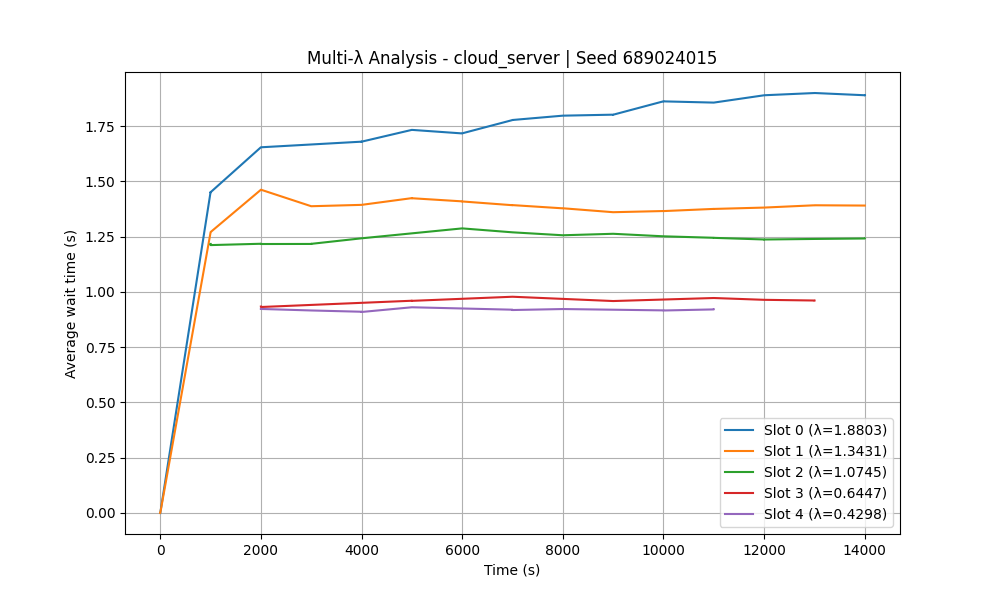 Multi-λ Analysis - cloud_server | Seed 689024015
Average wait time (s)
1.75
1.50
1.25
1.00
0.75
0.50
0.25
0.00
Slot 0 (λ=1.8803)
Slot 1 (λ=1.3431)
Slot 2 (λ=1.0745)
Slot 3 (λ=0.6447)
Slot 4 (λ=0.4298)
0 2000 4000 6000 8000 10000 12000 14000
Time (s)